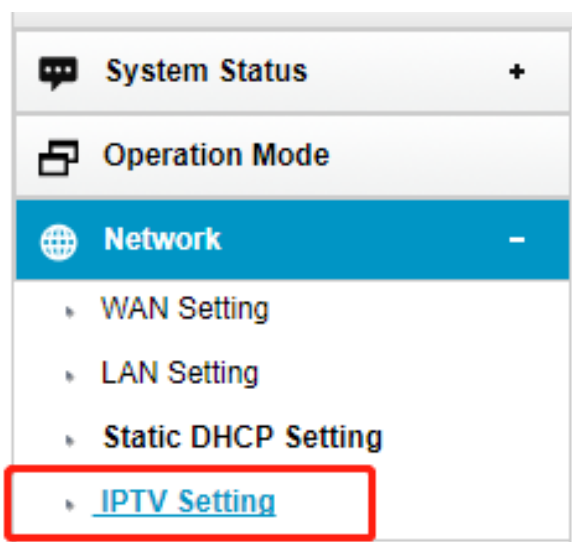 System Status +
Operation Mode
Network -
WAN Setting
LAN Setting
Static DHCP Setting
IPTV Setting